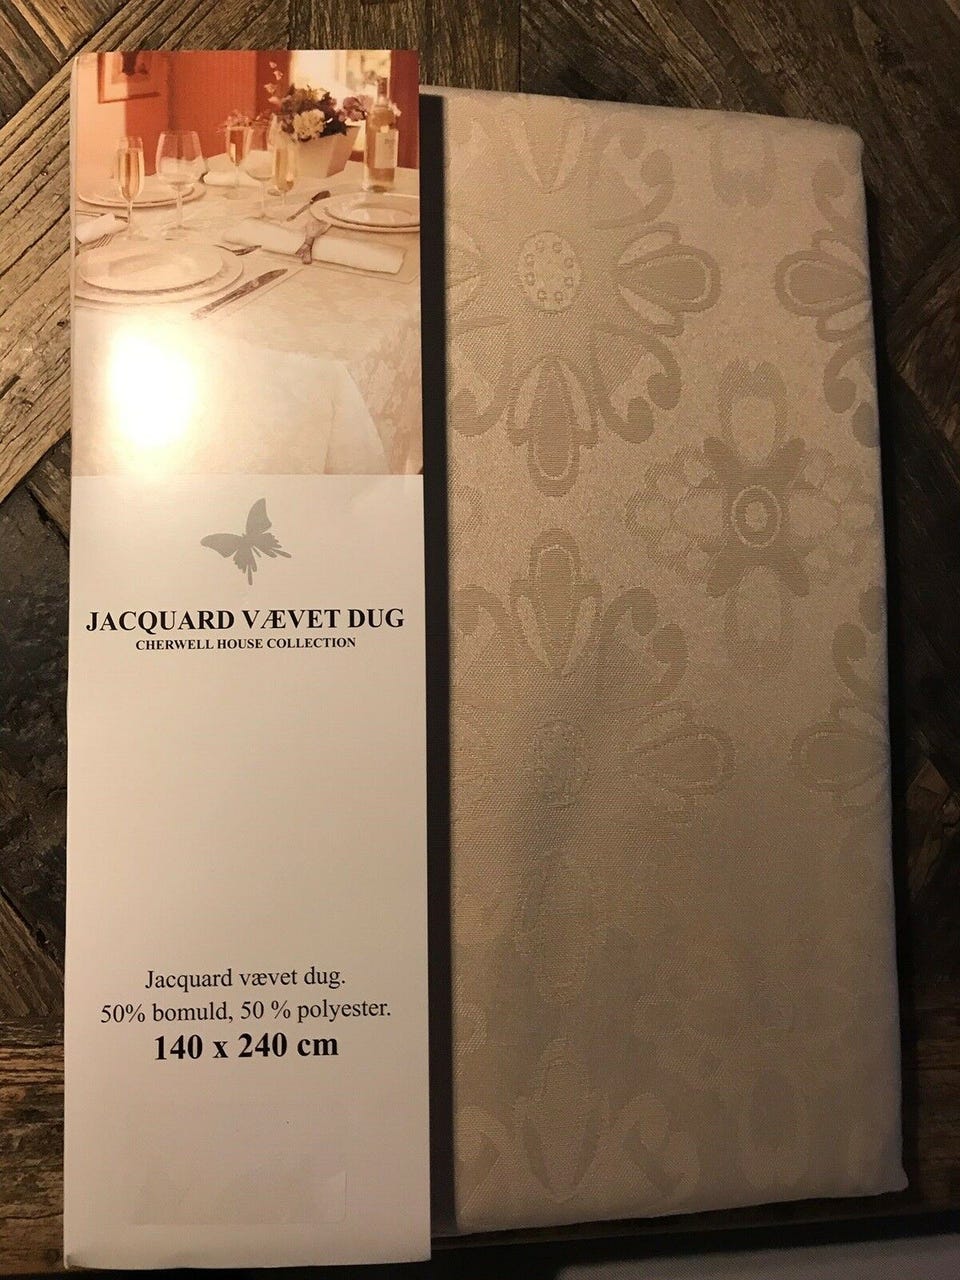 JACQUARD VÆVET DUG
CHERWELL HOUSE COLLECTION
Jacquard vævet dug.
50% bomuld, 50 % polyester.
140 x 240 cm